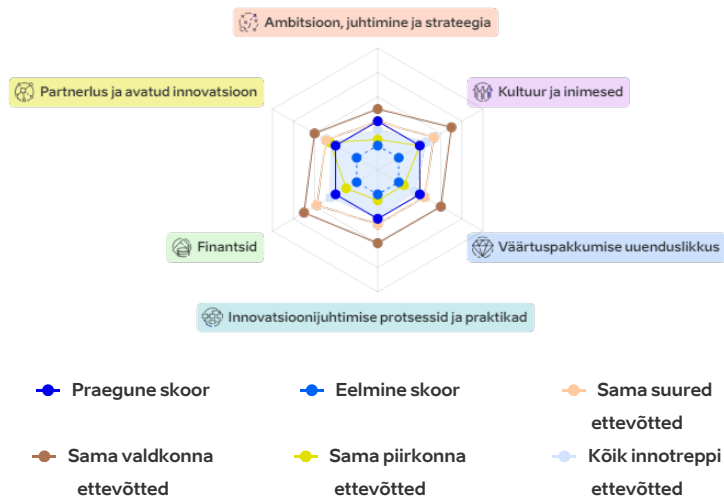 Ambitsioon, juhtimine ja strateegia
Partnerlus ja avatud innovatsioon
Kultuur ja inimesed
Finantsid
Väärtuspakkumise uuenduslikkus
Innovatsioonijuhtimise protsessid ja praktikad
Praegune skoor
Eelmine skoor
Sama suured
ettevõtted
Sama valdkonna
ettevõtted
Sama piirkonna
ettevõtted
Kõik innotreppi
ettevõtted